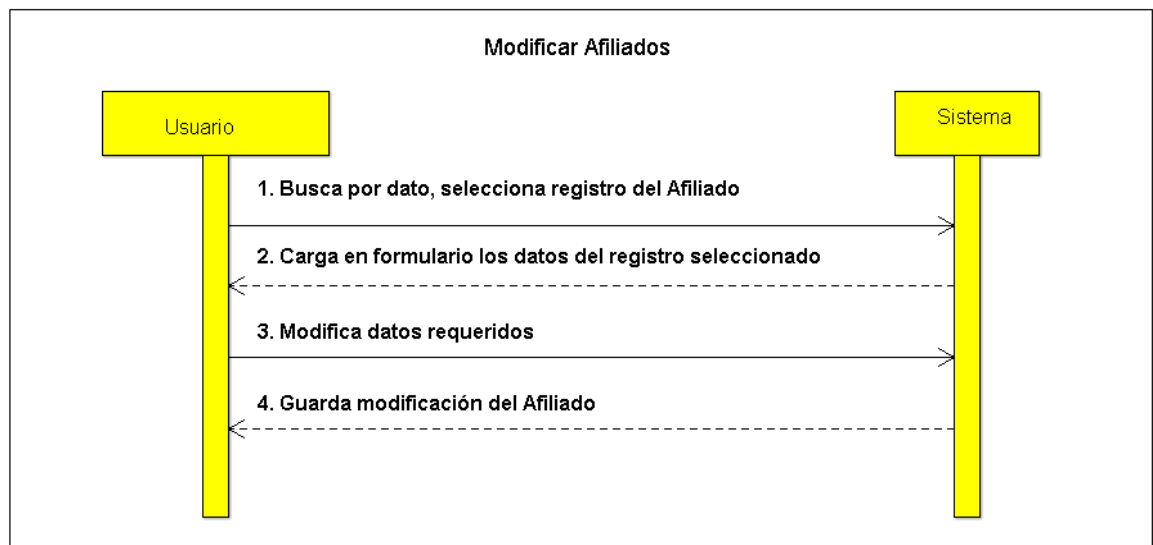 Modificar Afiliados
Usuario
Sistema
1. Busca por dato, selecciona registro del Afiliado
2. Carga en formulario los datos del registro seleccionado
3. Modifica datos requeridos
4. Guarda modificación del Afiliado